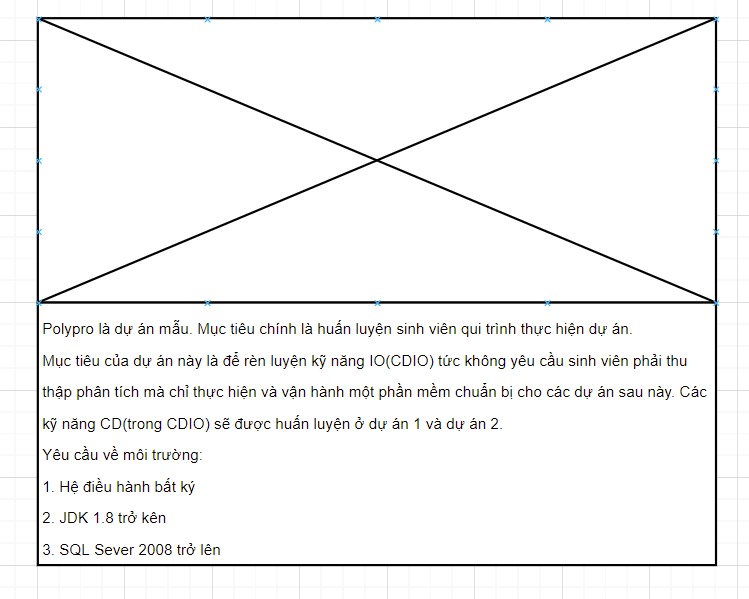 Polypro là dự án mẫu. Mục tiêu chính là huấn luyện sinh viên qui trình thực hiện dự án.
Mục tiêu của dự án này là để rèn luyện kỹ năng IO(CDIO) tức không yêu cầu sinh viên phải thu
thập phân tích mà chỉ thực hiện và vận hành một phần mềm chuẩn bị cho các dự án sau này. Các
kỹ năng CD(trong CDIO) sẽ được huấn luyện ở dự án 1 và dự án 2.
Yêu cầu về môi trường:
1. Hệ điều hành bất ký
2. JDK 1.8 trở kên
3. SQL Sever 2008 trở lên